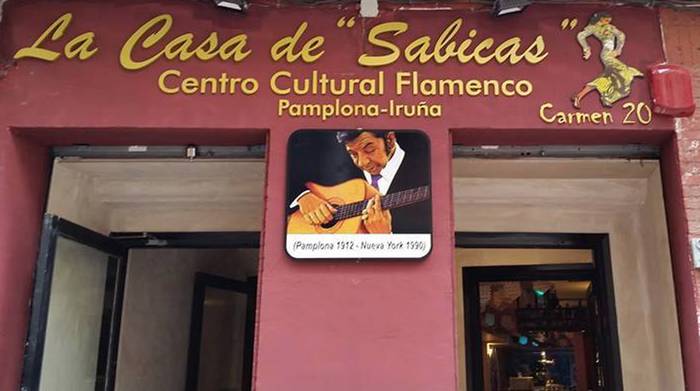 La Casa de "Sabicas"
Centro Cultural Flamenco
Pamplona-Iruña
Carmen 20
(Pamplona 1912 - Nueva York 1990)